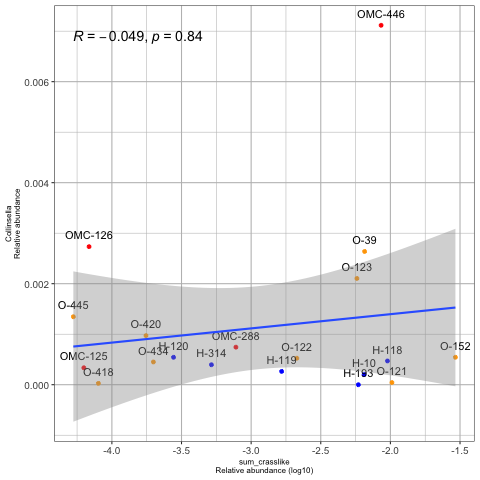 OMC-446
R = −0.049, p = 0.84
0.006
0.004
Collinsella
Relative abundance
OMC-126
O-39
O-123
0.002
O-445
O-420
OMC-288
H-120
O-122
O-434
H-314
O-152
OMC-125
H-118
H-119
H-10
O-418
H-193
O-121
0.000
-4.0
-3.5
-3.0
-2.5
-2.0
-1.5
sum_crasslike
Relative abundance (log10)